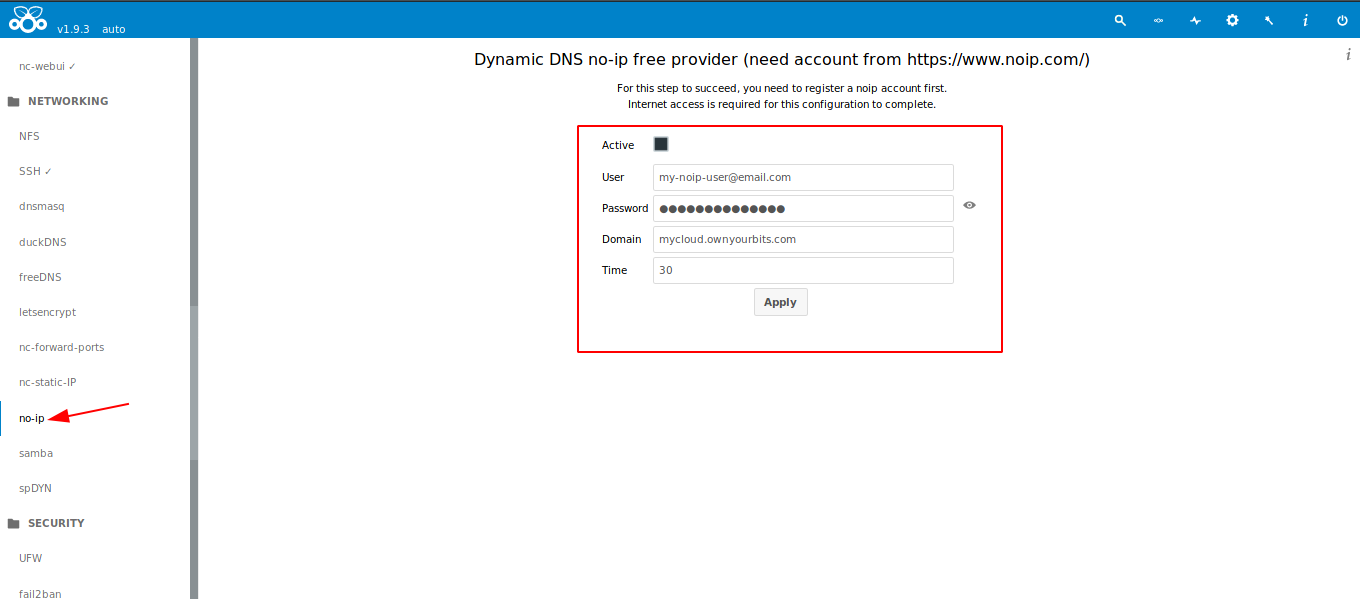 v1.9.3 auto
nc-webui ✓
NETWORKING
NFS
SSH ✓
dnsmasq
duckDNS
freeDNS
letsencrypt
nc-forward-ports
nc-static-IP
no-ip
samba
spDYN
SECURITY
UFW
fail2ban
i
i
Dynamic DNS no-ip free provider (need account from https://www.noip.com/)
For this step to succeed, you need to register a noip account first.
Internet access is required for this configuration to complete.
Active
User my-noip-user@email.com
Password ●●●●●●●●●●●●●●
Domain mycloud.ownyourbits.com
Time 30
Apply